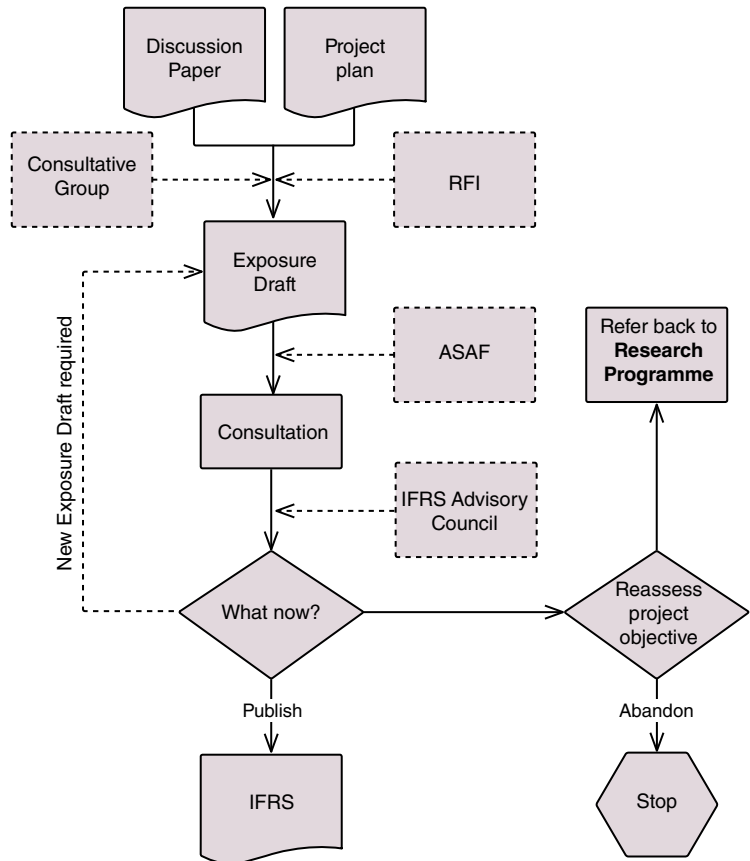 Discussion
Paper
Project
plan
Consultative
Group
RFI
Exposure
Draft
New Exposure Draft required
ASAF
Refer back to
Research
Programme
Consultation
IFRS Advisory
Council
What now?
Reassess
project
objective
Publish
Abandon
IFRS
Stop